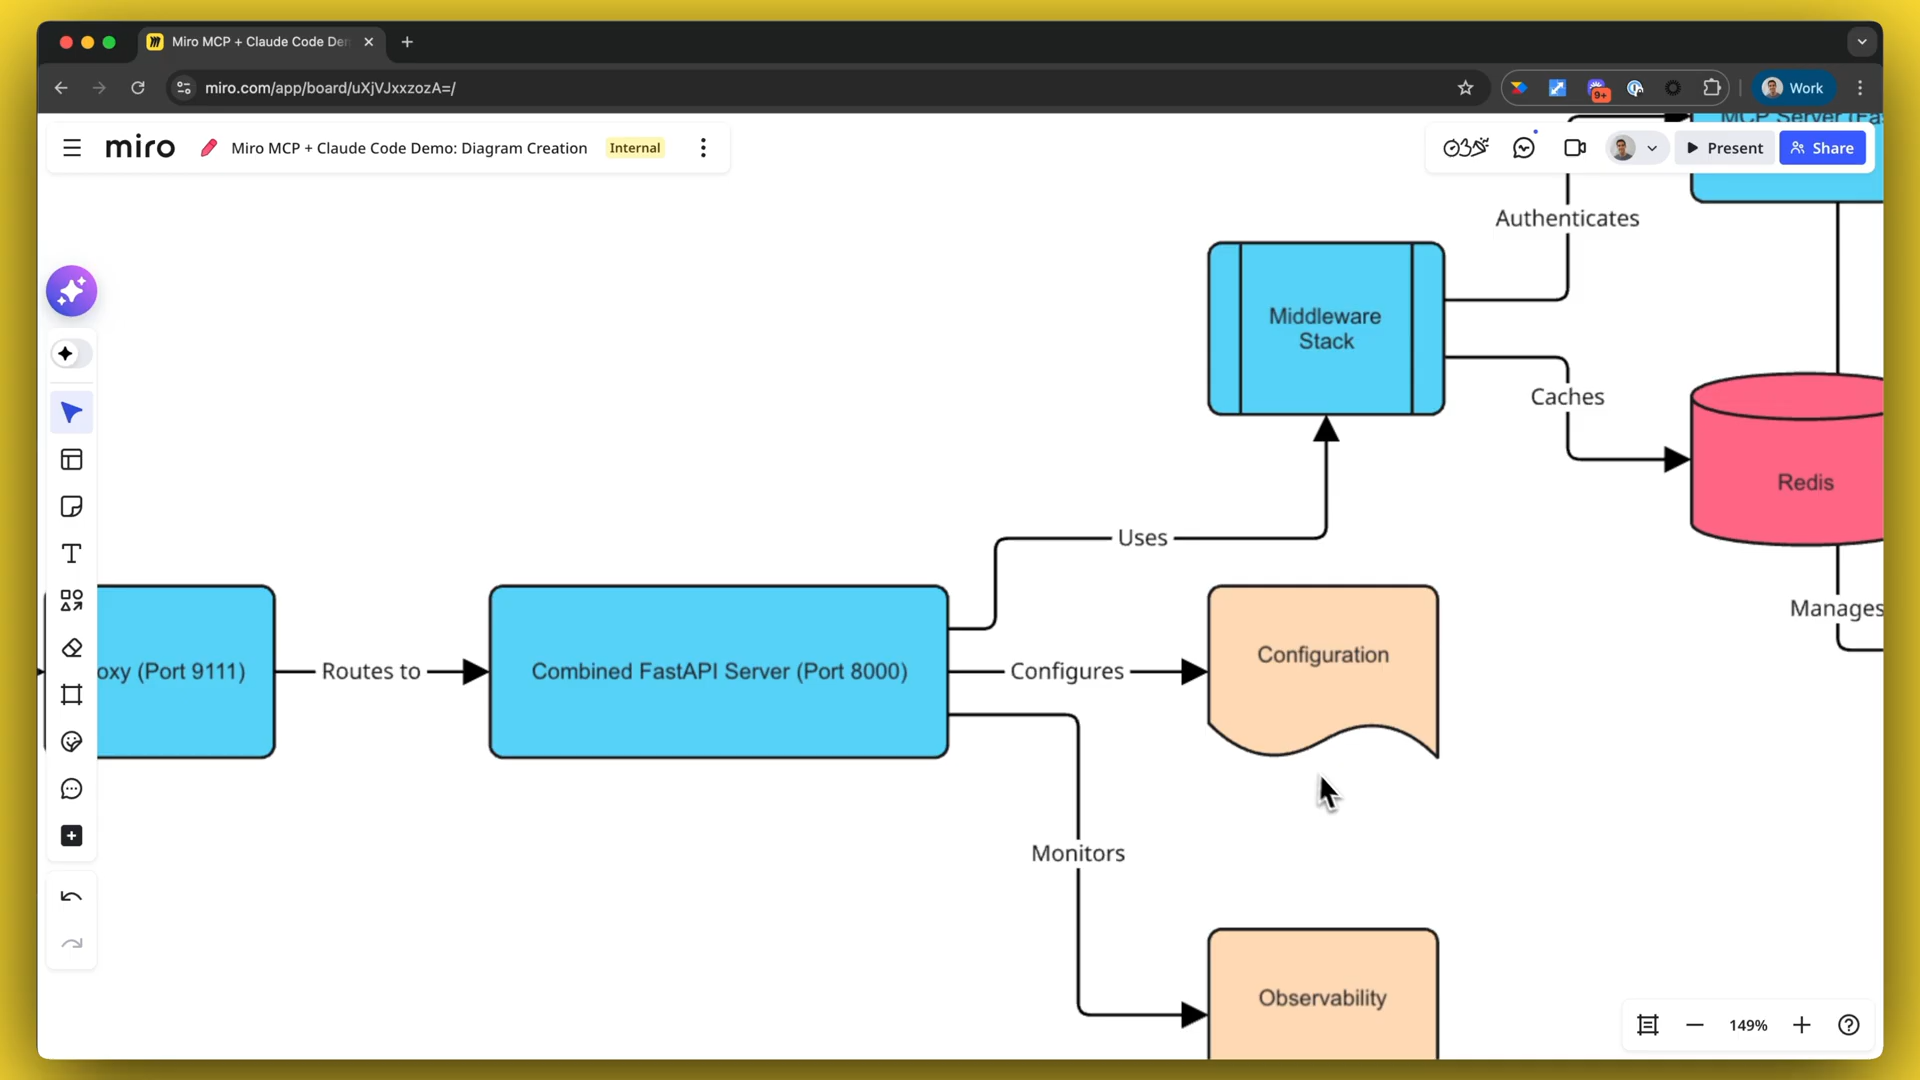 Miro MCP + Claude Code De
miro.com/app/board/uXjVJxxzozA=/
9+
Work
miro
Miro MCP + Claude Code Demo: Diagram Creation
Internal
Present
Share
MCP Server
Authenticates
Middleware
Stack
Caches
Redis
Uses
Manages
oxy (Port 9111)
Routes to
Combined FastAPI Server (Port 8000)
Configures
Configuration
Monitors
Observability
149%